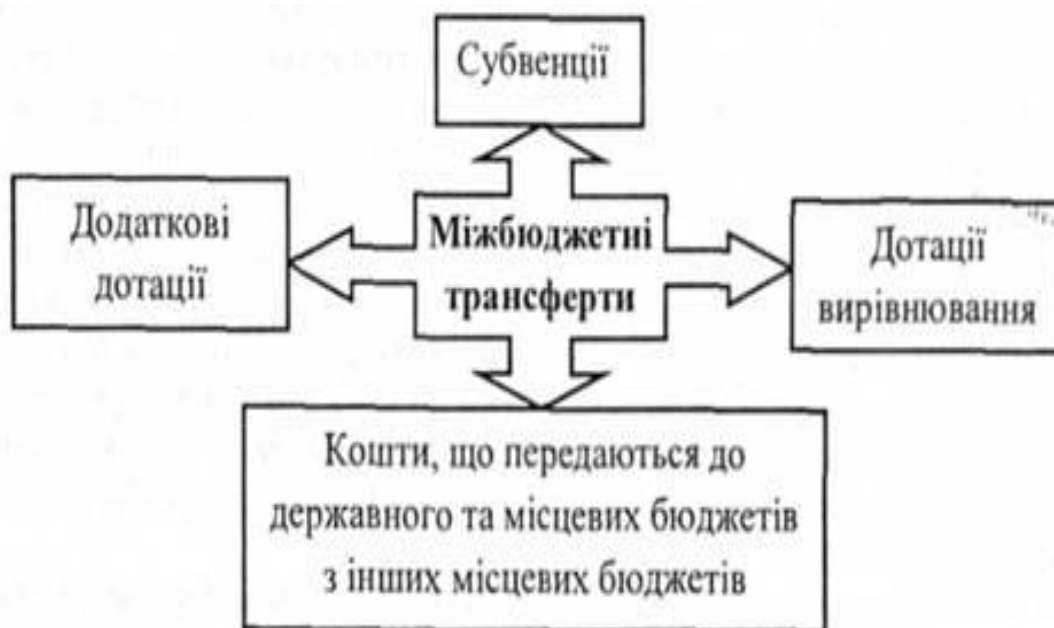 Субвенції
Додаткові
дотації
Міжбюджетні
трансферти
Дотації
вирівнювання
Кошти, що передаються до
державного та місцевих бюджетів
з інших місцевих бюджетів